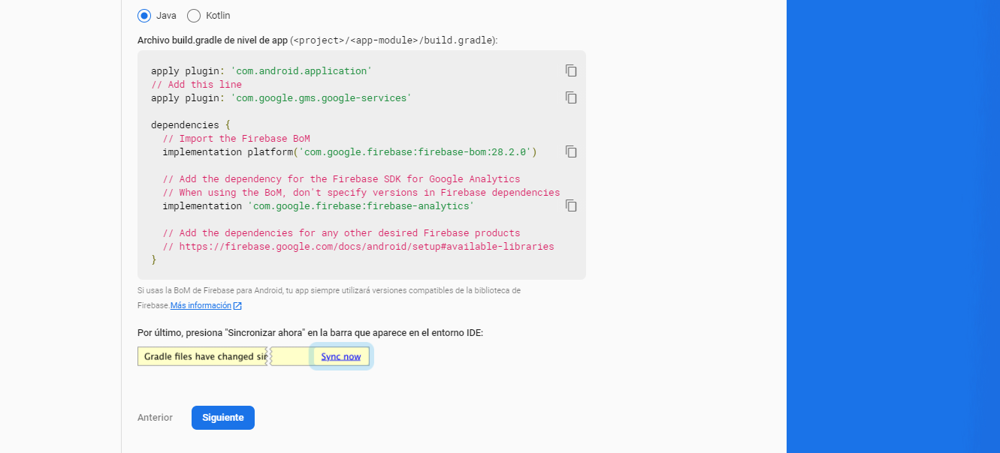 Java Kotlin
Archivo build.gradle de nivel de app (<project>/<app-module>/build.gradle):
apply plugin: 'com.android.application'
// Add this line
apply plugin: 'com.google.gms.google-services'
dependencies {
// Import the Firebase BoM
implementation platform('com.google.firebase:firebase-bom:28.2.0')
// Add the dependency for the Firebase SDK for Google Analytics
// When using the BoM, don't specify versions in Firebase dependencies
implementation 'com.google.firebase:firebase-analytics'
// Add the dependencies for any other desired Firebase products
// https://firebase.google.com/docs/android/setup#available-libraries
}
Si usas la BoM de Firebase para Android, tu app siempre utilizará versiones compatibles de la biblioteca de
Firebase.Más información
Por último, presiona "Sincronizar ahora" en la barra que aparece en el entorno IDE:
Gradle files have changed sin Sync now
Anterior Siguiente